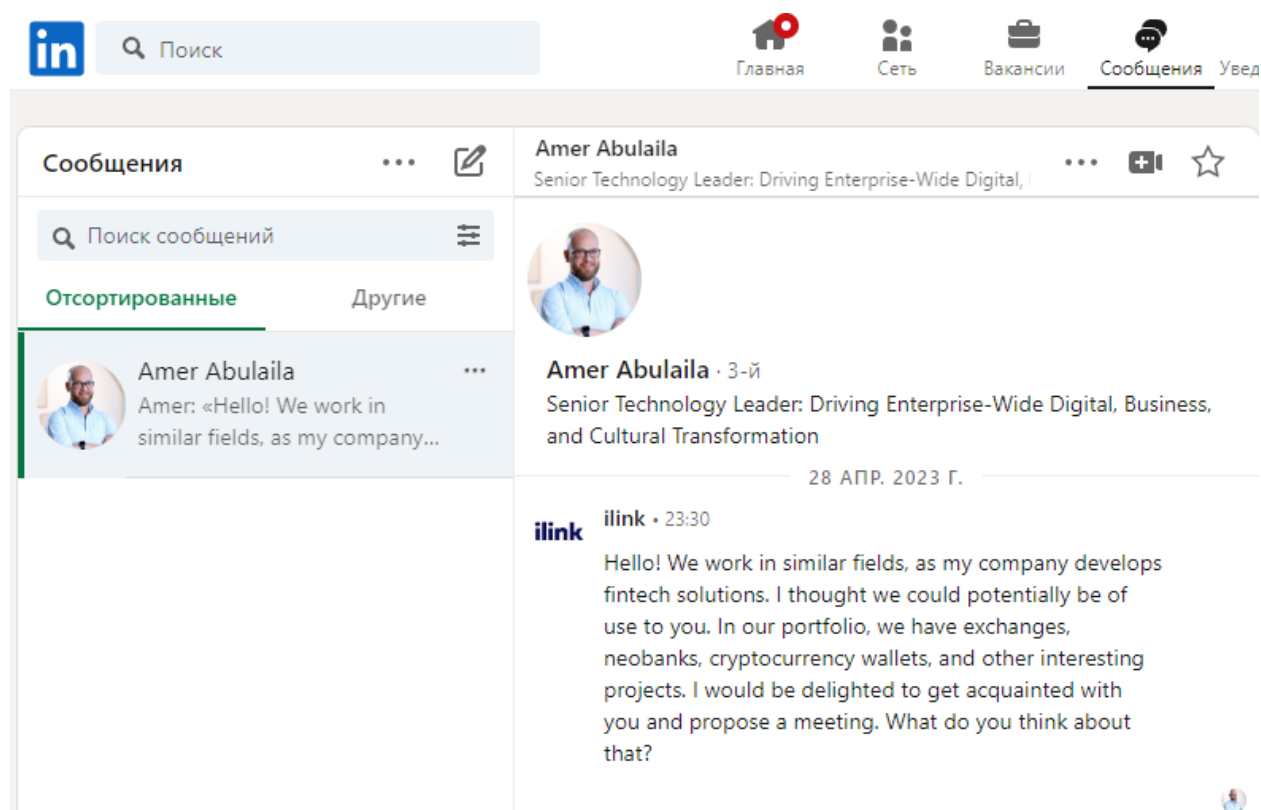 in
Поиск
Главная
Сеть
Вакансии
Сообщения
Увед
Сообщения
Поиск сообщений
Отсортированные
Другие
Amer Abulaila
Amer: «Hello! We work in
similar fields, as my company...
Amer Abulaila
Senior Technology Leader: Driving Enterprise-Wide Digital,
Amer Abulaila · 3-й
Senior Technology Leader: Driving Enterprise-Wide Digital, Business,
and Cultural Transformation
28 АПР. 2023 Г.
ilink
ilink • 23:30
Hello! We work in similar fields, as my company develops
fintech solutions. I thought we could potentially be of
use to you. In our portfolio, we have exchanges,
neobanks, cryptocurrency wallets, and other interesting
projects. I would be delighted to get acquainted with
you and propose a meeting. What do you think about
that?